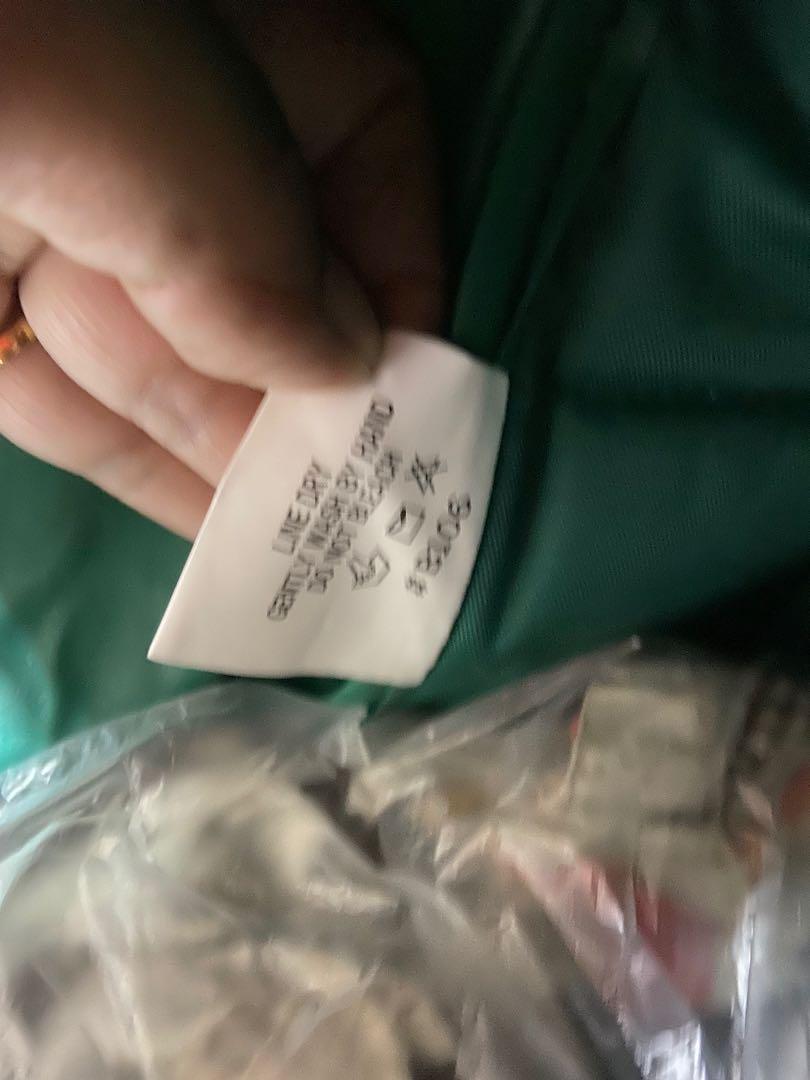 LINE DRY
GENTLY WASH BY HAND
DO NOT BLEACH